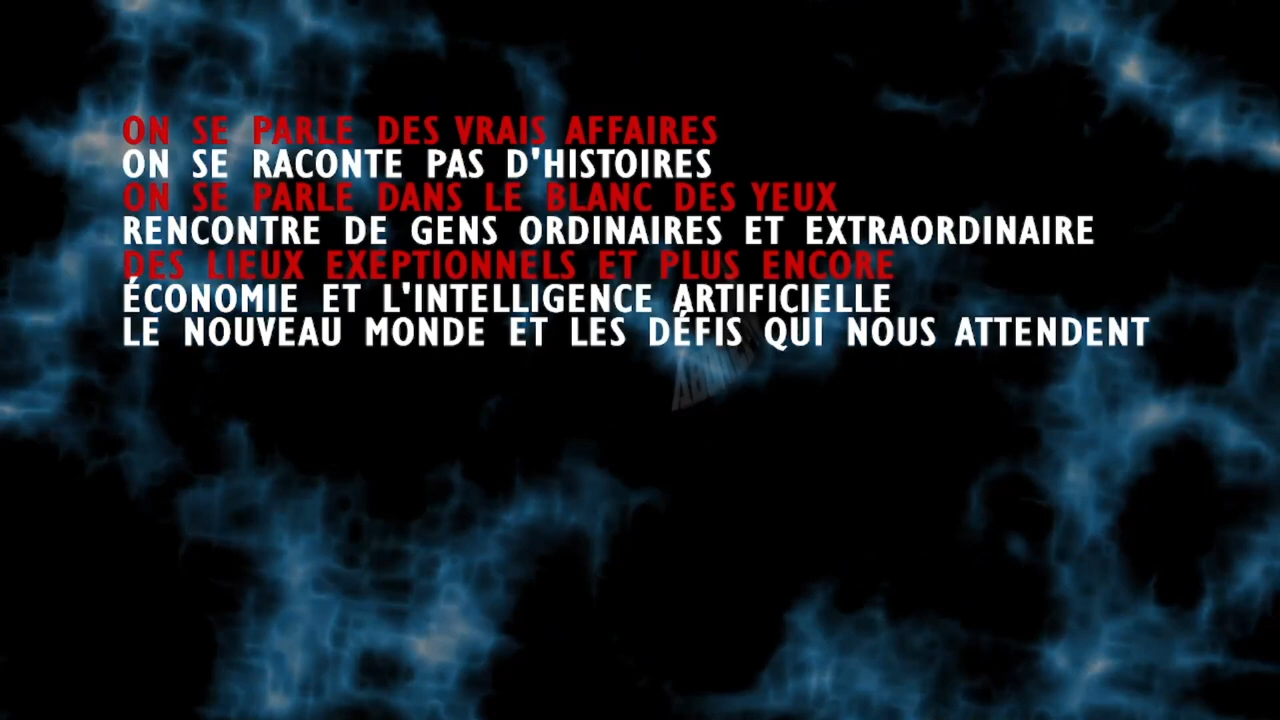 ON SE PARLE DES VRAIS AFFAIRES
ON SE RACONTE PAS D'HISTOIRES
ON SE PARLE DANS LE BLANC DES YEUX
RENCONTRE DE GENS ORDINAIRES ET EXTRAORDINAIRE
DES LIEUX EXEPTIONNELS ET PLUS ENCORE
ÉCONOMIE ET L'INTELLIGENCE ARTIFICIELLE
LE NOUVEAU MONDE ET LES DÉFIS QUI NOUS ATTENDENT